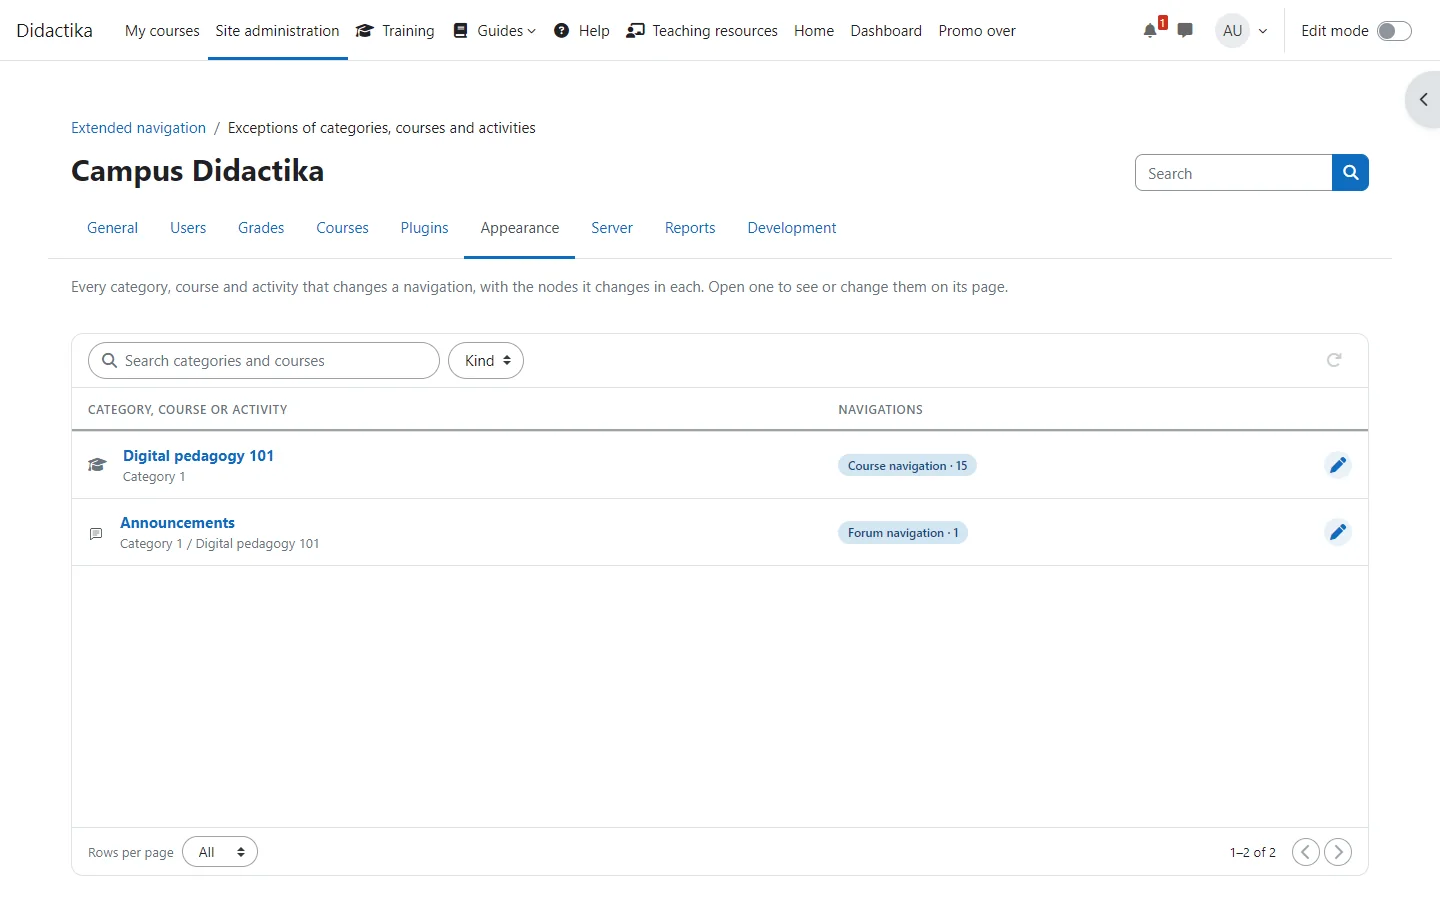 Didactika
My courses
Site administration
Training
Guides
Help
Teaching resources
Home
Dashboard
Promo over
1
AU
Edit mode
Extended navigation / Exceptions of categories, courses and activities
Campus Didactika
Search
General
Users
Grades
Courses
Plugins
Appearance
Server
Reports
Development
Every category, course and activity that changes a navigation, with the nodes it changes in each. Open one to see or change them on its page.
Search categories and courses
Kind
CATEGORY, COURSE OR ACTIVITY
NAVIGATIONS
Digital pedagogy 101
Category 1
Course navigation · 15
Announcements
Category 1 / Digital pedagogy 101
Forum navigation · 1
Rows per page
All
1–2 of 2